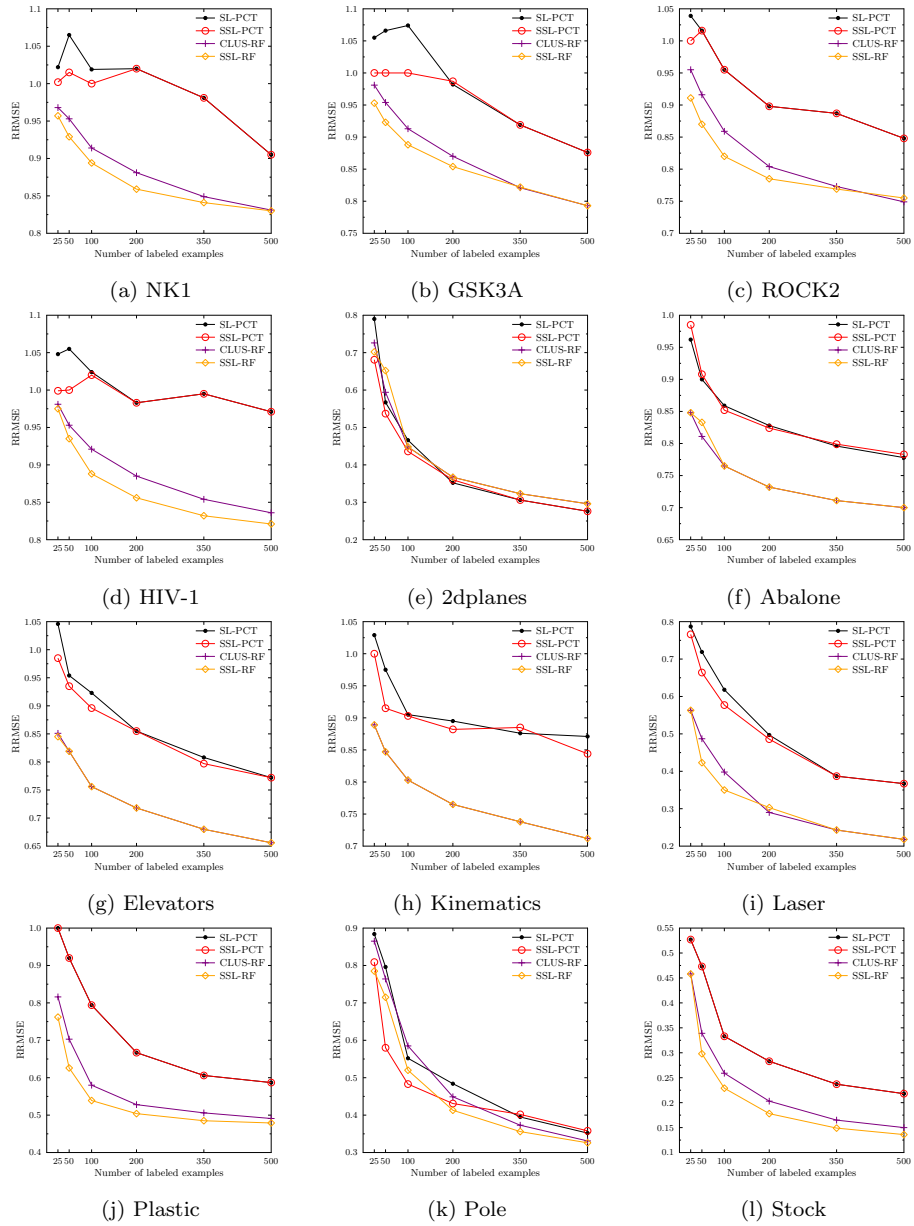 1.1
1.05
1.0
0.95
0.9
0.85
0.8
RRMSE
SL-PCT
SSL-PCT
CLUS-RF
SSL-RF
25 50 100 200 350 500
Number of labeled examples
(a) NK1
1.1
1.05
1.0
0.95
0.9
0.85
0.8
0.75
RRMSE
SL-PCT
SSL-PCT
CLUS-RF
SSL-RF
25 50 100 200 350 500
Number of labeled examples
(b) GSK3A
1.05
1.0
0.95
0.9
0.85
0.8
0.75
0.7
RRMSE
SL-PCT
SSL-PCT
CLUS-RF
SSL-RF
25 50 100 200 350 500
Number of labeled examples
(c) ROCK2
1.1
1.05
1.0
0.95
0.9
0.85
0.8
RRMSE
SL-PCT
SSL-PCT
CLUS-RF
SSL-RF
25 50 100 200 350 500
Number of labeled examples
(d) HIV-1
0.8
0.7
0.6
0.5
0.4
0.3
0.2
RRMSE
SL-PCT
SSL-PCT
CLUS-RF
SSL-RF
25 50 100 200 350 500
Number of labeled examples
(e) 2dplanes
1.0
0.95
0.9
0.85
0.8
0.75
0.7
0.65
RRMSE
SL-PCT
SSL-PCT
CLUS-RF
SSL-RF
25 50 100 200 350 500
Number of labeled examples
(f) Abalone
1.05
1.0
0.95
0.9
0.85
0.8
0.75
0.7
0.65
RRMSE
SL-PCT
SSL-PCT
CLUS-RF
SSL-RF
25 50 100 200 350 500
Number of labeled examples
(g) Elevators
1.05
1.0
0.95
0.9
0.85
0.8
0.75
0.7
RRMSE
SL-PCT
SSL-PCT
CLUS-RF
SSL-RF
25 50 100 200 350 500
Number of labeled examples
(h) Kinematics
0.8
0.7
0.6
0.5
0.4
0.3
0.2
RRMSE
SL-PCT
SSL-PCT
CLUS-RF
SSL-RF
25 50 100 200 350 500
Number of labeled examples
(i) Laser
1.0
0.9
0.8
0.7
0.6
0.5
0.4
RRMSE
SL-PCT
SSL-PCT
CLUS-RF
SSL-RF
25 50 100 200 350 500
Number of labeled examples
(j) Plastic
0.9
0.8
0.7
0.6
0.5
0.4
0.3
RRMSE
SL-PCT
SSL-PCT
CLUS-RF
SSL-RF
25 50 100 200 350 500
Number of labeled examples
(k) Pole
0.55
0.5
0.45
0.4
0.35
0.3
0.25
0.2
0.15
0.1
RRMSE
SL-PCT
SSL-PCT
CLUS-RF
SSL-RF
25 50 100 200 350 500
Number of labeled examples
(l) Stock